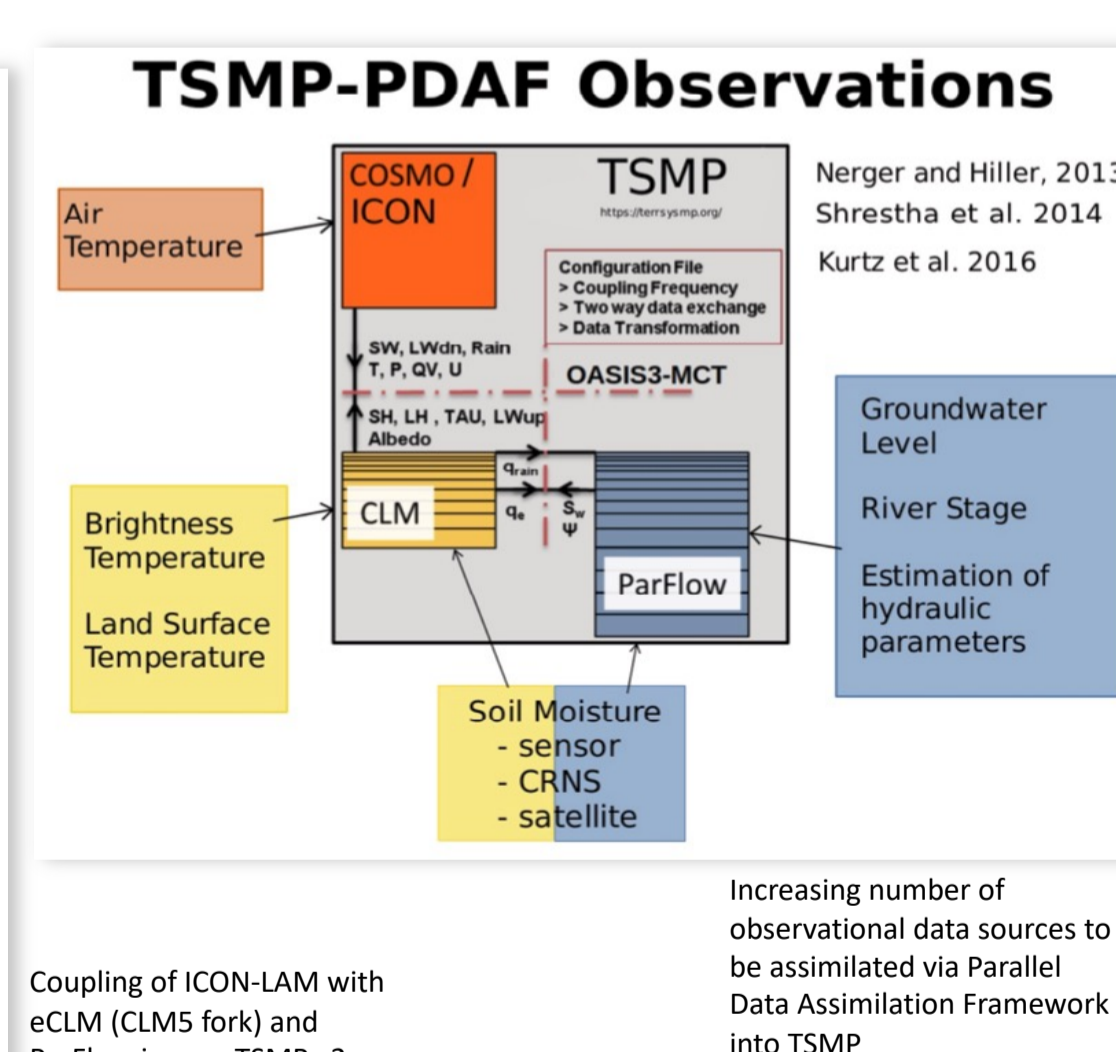 TSMP-PDAF Observations
Air
Temperature
COSMO /
ICON
TSMP
https://terrsysmp.org/
Nerger and Hiller, 2013
Shrestha et al. 2014
Kurtz et al. 2016
Configuration File
> Coupling Frequency
> Two way data exchange
> Data Transformation
SW, LWdn, Rain
T, P, QV, U
OASIS3-MCT
SH, LH , TAU, LWup
Albedo
qrain
qe
Sw
Ψ
CLM
ParFlow
Brightness
Temperature
Land Surface
Temperature
Groundwater
Level
River Stage
Estimation of
hydraulic
parameters
Soil Moisture
- sensor
- CRNS
- satellite
Coupling of ICON-LAM with
eCLM (CLM5 fork) and
Increasing number of
observational data sources to
be assimilated via Parallel
Data Assimilation Framework
into TSMP